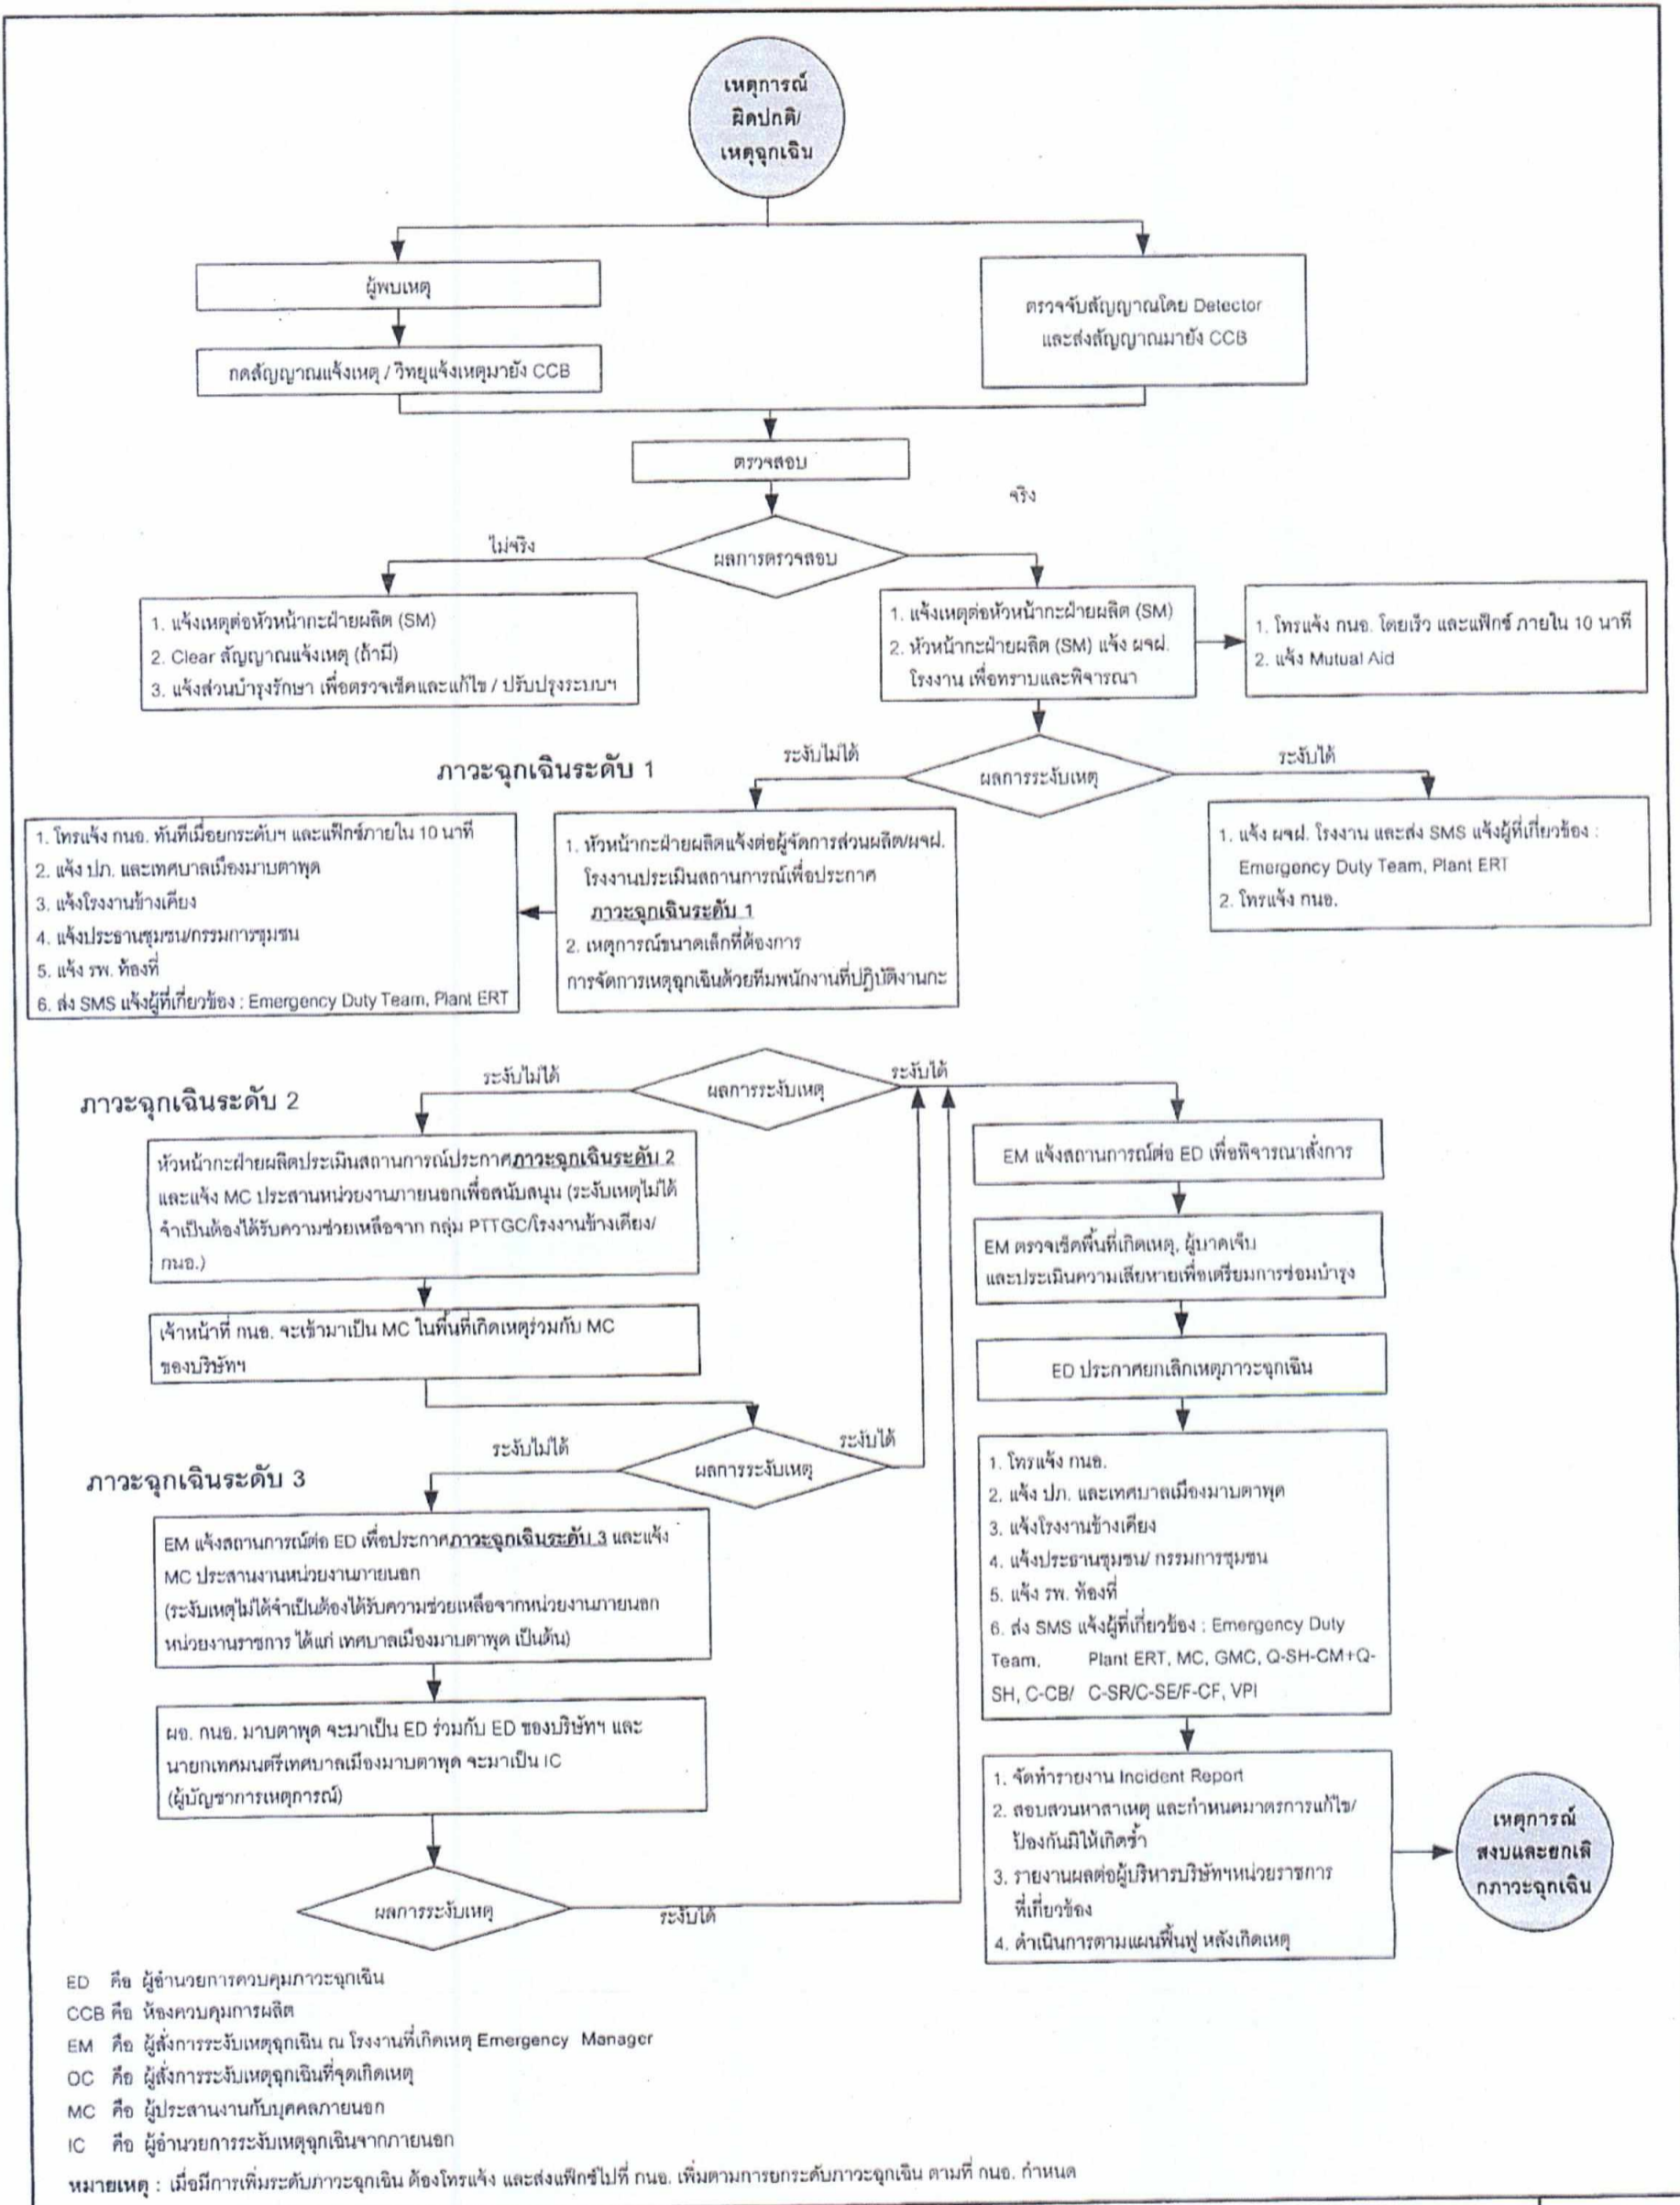 เหตุการณ์
ผิดปกติ/
เหตุฉุกเฉิน
ผู้พบเหตุ
กดสัญญาณแจ้งเหตุ / วิทยุแจ้งเหตุมายัง CCB
ตรวจจับสัญญาณโดย Detector
และส่งสัญญาณมายัง CCB
ตรวจสอบ
จริง
ไม่จริง
ผลการตรวจสอบ
1. แจ้งเหตุต่อหัวหน้ากะฝ่ายผลิต (SM)
2. Clear สัญญาณแจ้งเหตุ (ถ้ามี)
3. แจ้งส่วนบำรุงรักษา เพื่อตรวจเช็คและแก้ไข / ปรับปรุงระบบฯ
1. แจ้งเหตุต่อหัวหน้ากะฝ่ายผลิต (SM)
2. หัวหน้ากะฝ่ายผลิต (SM) แจ้ง ผจฝ.
โรงงาน เพื่อทราบและพิจารณา
1. โทรแจ้ง กนอ. โดยเร็ว และแฟ็กซ์ ภายใน 10 นาที
2. แจ้ง Mutual Aid
ภาวะฉุกเฉินระดับ 1
ระงับไม่ได้
ผลการระงับเหตุ
ระงับได้
1. โทรแจ้ง กนอ. ทันทีเมื่อยกระดับฯ และแฟ็กซ์ภายใน 10 นาที
2. แจ้ง ปภ. และเทศบาลเมืองมาบตาพุด
3. แจ้งโรงงานข้างเคียง
4. แจ้งประธานชุมชน/กรรมการชุมชน
5. แจ้ง รพ. ท้องที่
6. ส่ง SMS แจ้งผู้ที่เกี่ยวข้อง : Emergency Duty Team, Plant ERT
1. หัวหน้ากะฝ่ายผลิตแจ้งต่อผู้จัดการส่วนผลิต/ผจฝ.
โรงงานประเมินสถานการณ์เพื่อประกาศ
ภาวะฉุกเฉินระดับ 1
2. เหตุการณ์ขนาดเล็กที่ต้องการ
การจัดการเหตุฉุกเฉินด้วยทีมพนักงานที่ปฏิบัติงานกะ
1. แจ้ง ผจฝ. โรงงาน และส่ง SMS แจ้งผู้ที่เกี่ยวข้อง :
Emergency Duty Team, Plant ERT
2. โทรแจ้ง กนอ.
ภาวะฉุกเฉินระดับ 2
ระงับไม่ได้
ผลการระงับเหตุ
ระงับได้
หัวหน้ากะฝ่ายผลิตประเมินสถานการณ์ประกาศภาวะฉุกเฉินระดับ 2
และแจ้ง MC ประสานหน่วยงานภายนอกเพื่อสนับสนุน (ระงับเหตุไม่ได้
จำเป็นต้องได้รับความช่วยเหลือจาก กลุ่ม PTTGC/โรงงานข้างเคียง/
กนอ.)
เจ้าหน้าที่ กนอ. จะเข้ามาเป็น MC ในพื้นที่เกิดเหตุร่วมกับ MC
ของบริษัทฯ
EM แจ้งสถานการณ์ต่อ ED เพื่อพิจารณาสั่งการ
EM ตรวจเช็คพื้นที่เกิดเหตุ, ผู้บาดเจ็บ
และประเมินความเสียหายเพื่อเตรียมการซ่อมบำรุง
ED ประกาศยกเลิกเหตุภาวะฉุกเฉิน
ภาวะฉุกเฉินระดับ 3
ระงับไม่ได้
ผลการระงับเหตุ
ระงับได้
EM แจ้งสถานการณ์ต่อ ED เพื่อประกาศภาวะฉุกเฉินระดับ 3 และแจ้ง
MC ประสานงานหน่วยงานภายนอก
(ระงับเหตุไม่ได้จำเป็นต้องได้รับความช่วยเหลือจากหน่วยงานภายนอก
หน่วยงานราชการ ได้แก่ เทศบาลเมืองมาบตาพุด เป็นต้น)
ผอ. กนอ. มาบตาพุด จะมาเป็น ED ร่วมกับ ED ของบริษัทฯ และ
นายกเทศมนตรีเทศบาลเมืองมาบตาพุด จะมาเป็น IC
(ผู้บัญชาการเหตุการณ์)
ผลการระงับเหตุ
ระงับได้
1. โทรแจ้ง กนอ.
2. แจ้ง ปภ. และเทศบาลเมืองมาบตาพุด
3. แจ้งโรงงานข้างเคียง
4. แจ้งประธานชุมชน/ กรรมการชุมชน
5. แจ้ง รพ. ท้องที่
6. ส่ง SMS แจ้งผู้ที่เกี่ยวข้อง : Emergency Duty
Team, Plant ERT, MC, GMC, Q-SH-CM+Q-
SH, C-CB/ C-SR/C-SE/F-CF, VPI
1. จัดทำรายงาน Incident Report
2. สอบสวนหาสาเหตุ และกำหนดมาตรการแก้ไข/
ป้องกันมิให้เกิดซ้ำ
3. รายงานผลต่อผู้บริหารบริษัทฯหน่วยราชการ
ที่เกี่ยวข้อง
4. ดำเนินการตามแผนฟื้นฟู หลังเกิดเหตุ
เหตุการณ์
สงบและยกเลิ
กภาวะฉุกเฉิน
ED คือ ผู้อำนวยการควบคุมภาวะฉุกเฉิน
CCB คือ ห้องควบคุมการผลิต
EM คือ ผู้สั่งการระงับเหตุฉุกเฉิน ณ โรงงานที่เกิดเหตุ Emergency Manager
OC คือ ผู้สั่งการระงับเหตุฉุกเฉินที่จุดเกิดเหตุ
MC คือ ผู้ประสานงานกับบุคคลภายนอก
IC คือ ผู้อำนวยการระงับเหตุฉุกเฉินจากภายนอก
หมายเหตุ : เมื่อมีการเพิ่มระดับภาวะฉุกเฉิน ต้องโทรแจ้ง และส่งแฟ็กซ์ไปที่ กนอ. เพิ่มตามการยกระดับภาวะฉุกเฉิน ตามที่ กนอ. กำหนด